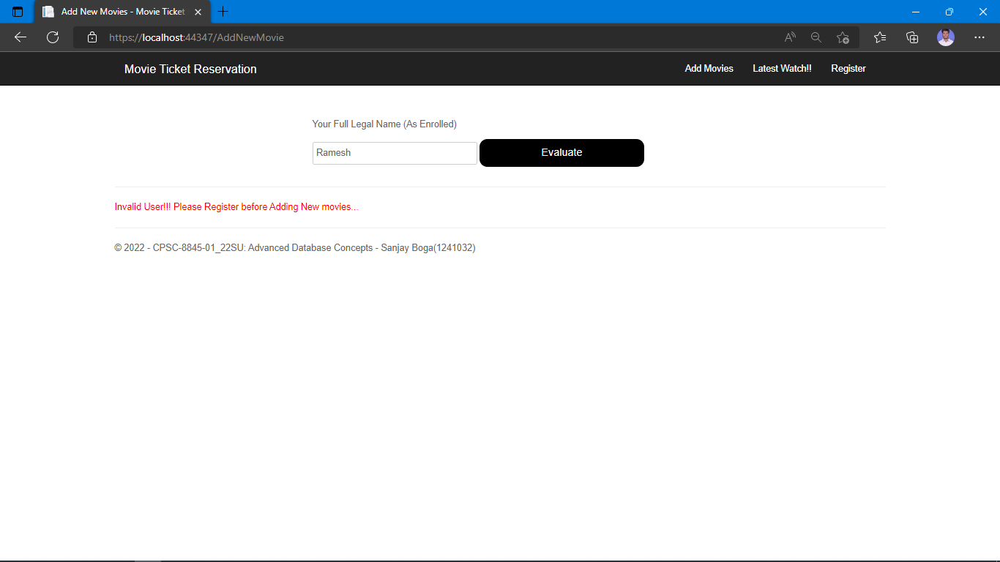 Add New Movies - Movie Ticket
https://localhost:44347/AddNewMovie
Movie Ticket Reservation
Add Movies
Latest Watch!!
Register
Your Full Legal Name (As Enrolled)
Ramesh
Evaluate
Invalid User!!! Please Register before Adding New movies...
© 2022 - CPSC-8845-01_22SU: Advanced Database Concepts - Sanjay Boga(1241032)